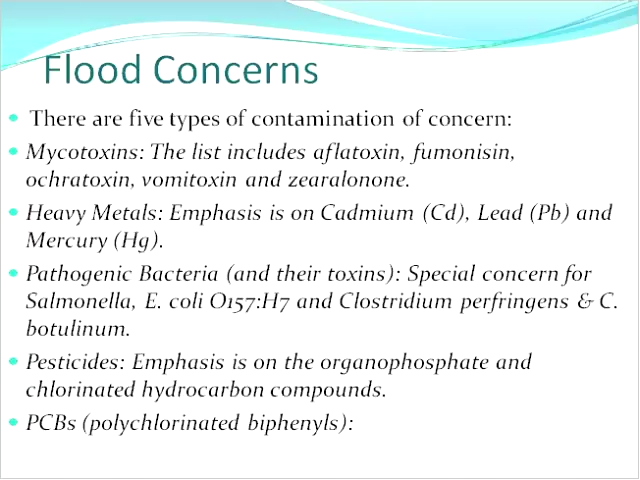 Flood Concerns
There are five types of contamination of concern:
Mycotoxins: The list includes aflatoxin, fumonisin,
ochratoxin, vomitoxin and zearalonone.
Heavy Metals: Emphasis is on Cadmium (Cd), Lead (Pb) and
Mercury (Hg).
Pathogenic Bacteria (and their toxins): Special concern for
Salmonella, E. coli O157:H7 and Clostridium perfringens & C.
botulinum.
Pesticides: Emphasis is on the organophosphate and
chlorinated hydrocarbon compounds.
PCBs (polychlorinated biphenyls):